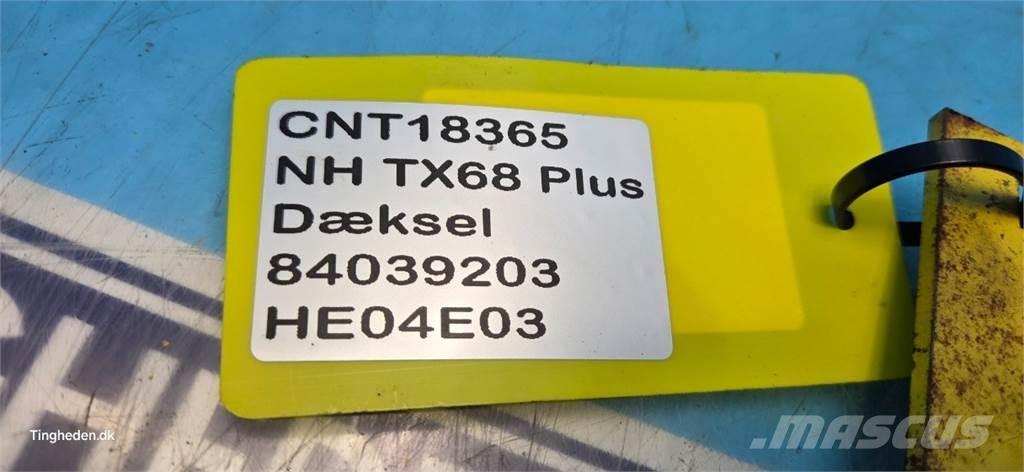 CNT18365
NH TX68 Plus
Dæksel
84039203
HE04E03
Tingheden.dk
MASCUS